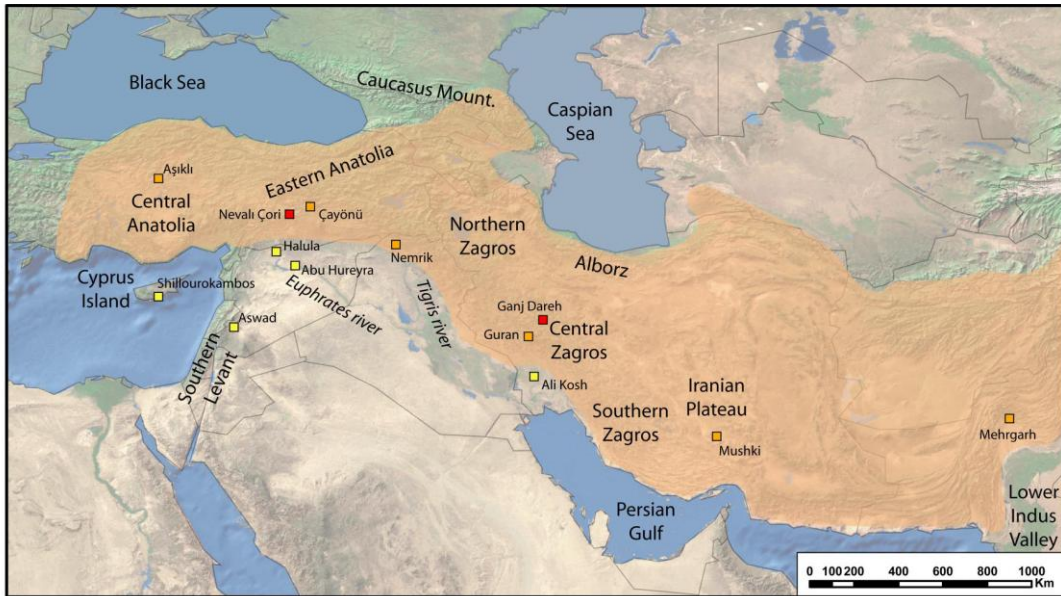 Black Sea
Caucasus Mount.
Caspian
Sea
Aşıklı
Central
Anatolia
Eastern Anatolia
Nevalı Çori
Çayönü
Northern
Zagros
Alborz
Halula
Nemrik
Abu Hureyra
Cyprus
Island
Shillourokambos
Euphrates river
Tigris river
Aswad
Southern
Levant
Ganj Dareh
Guran
Central
Zagros
Ali Kosh
Southern
Zagros
Iranian
Plateau
Mushki
Mehrgarh
Persian
Gulf
Lower
Indus
Valley
0 100 200 400 600 800 1000
Km